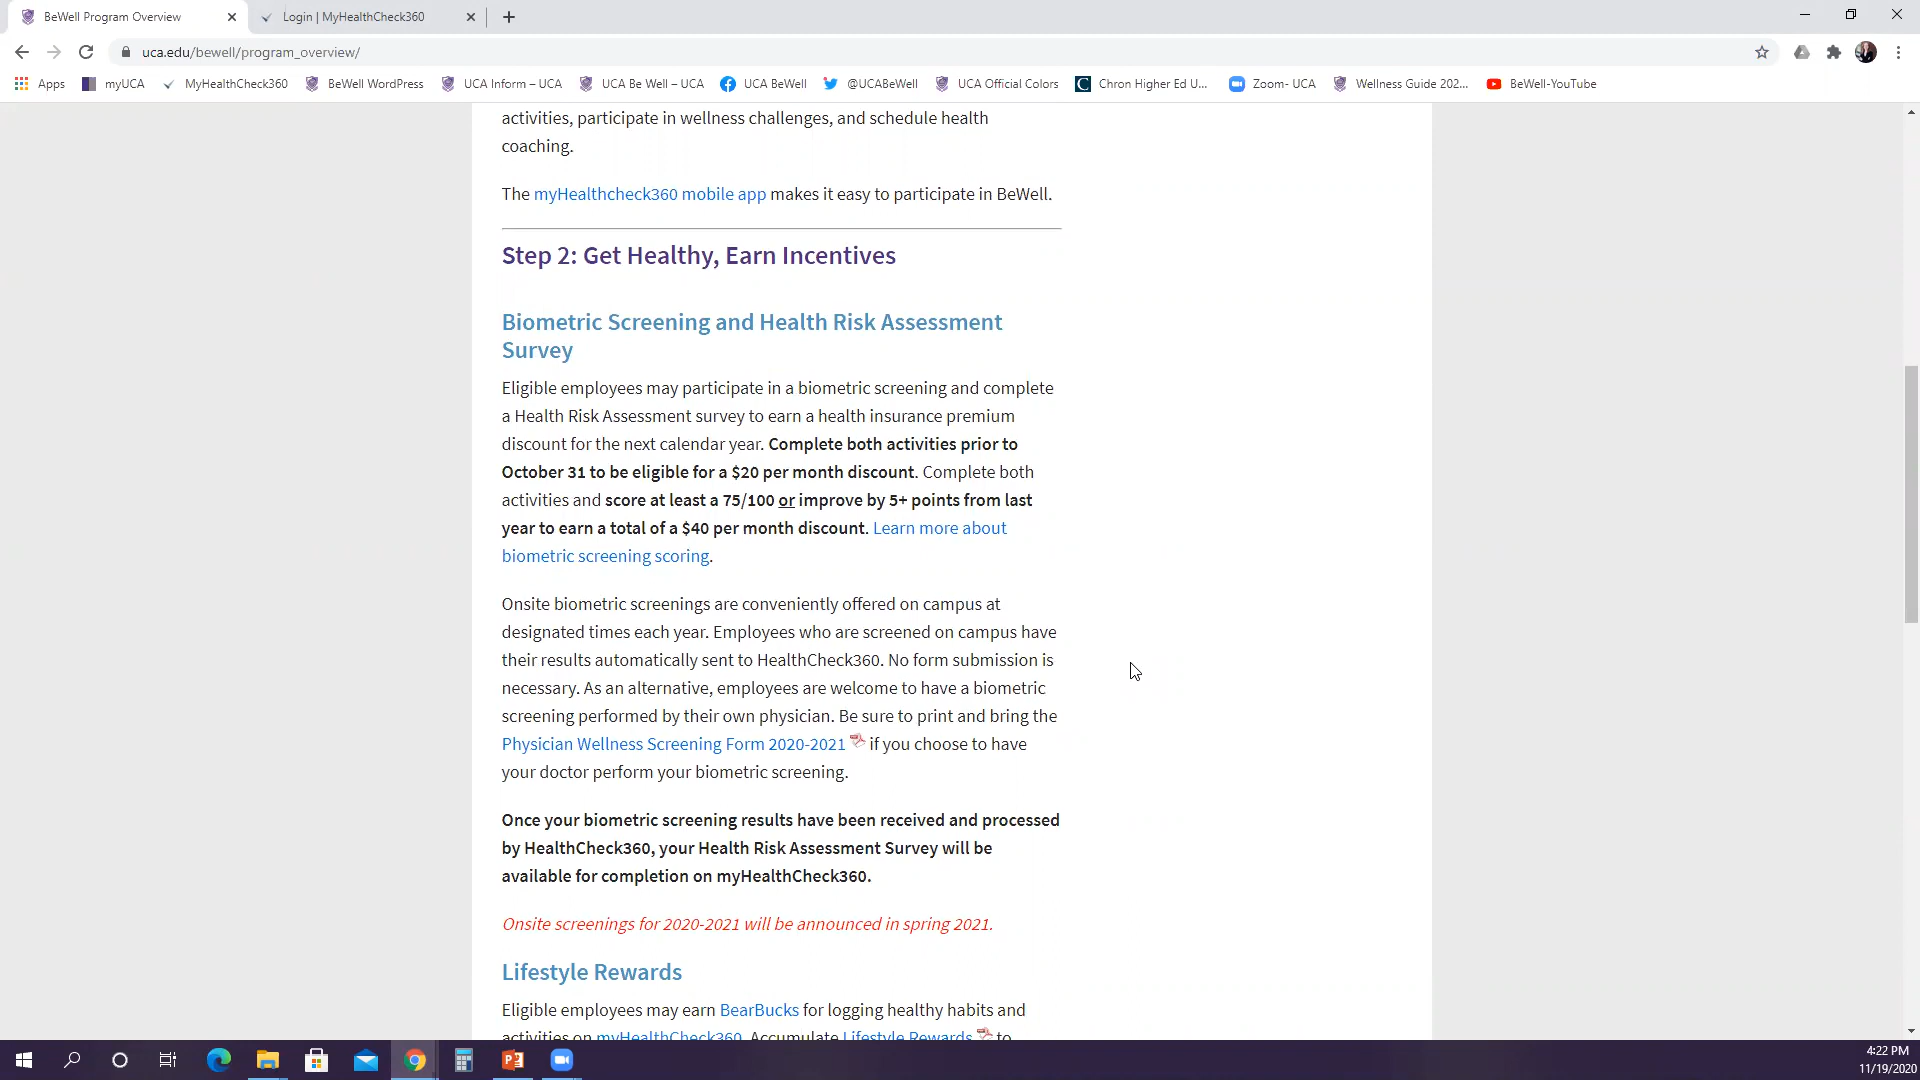 BeWell Program Overview
Login | MyHealthCheck360
uca.edu/bewell/program_overview/
Apps myUCA MyHealthCheck360 BeWell WordPress UCA Inform – UCA UCA Be Well – UCA UCA BeWell @UCABeWell UCA Official Colors Chron Higher Ed U... Zoom- UCA Wellness Guide 202... BeWell-YouTube
activities, participate in wellness challenges, and schedule health
coaching.
The myHealthcheck360 mobile app makes it easy to participate in BeWell.
Step 2: Get Healthy, Earn Incentives
Biometric Screening and Health Risk Assessment
Survey
Eligible employees may participate in a biometric screening and complete
a Health Risk Assessment survey to earn a health insurance premium
discount for the next calendar year. Complete both activities prior to
October 31 to be eligible for a $20 per month discount. Complete both
activities and score at least a 75/100 or improve by 5+ points from last
year to earn a total of a $40 per month discount. Learn more about
biometric screening scoring.
Onsite biometric screenings are conveniently offered on campus at
designated times each year. Employees who are screened on campus have
their results automatically sent to HealthCheck360. No form submission is
necessary. As an alternative, employees are welcome to have a biometric
screening performed by their own physician. Be sure to print and bring the
Physician Wellness Screening Form 2020-2021 if you choose to have
your doctor perform your biometric screening.
Once your biometric screening results have been received and processed
by HealthCheck360, your Health Risk Assessment Survey will be
available for completion on myHealthCheck360.
Onsite screenings for 2020-2021 will be announced in spring 2021.
Lifestyle Rewards
Eligible employees may earn BearBucks for logging healthy habits and
activities on myHealthCheck360. Accumulate Lifestyle Rewards to
4:22 PM
11/19/2020